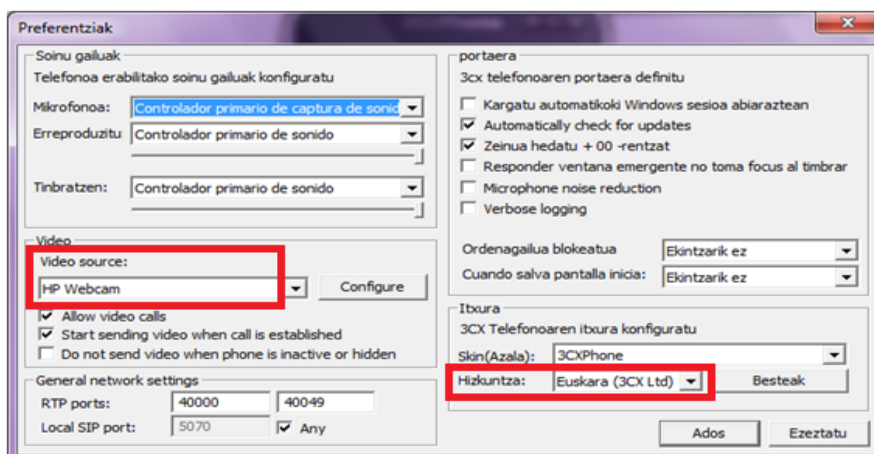 Preferentziak
Soinu gailuak
Telefonoa erabilitako soinu gailuak konfiguratu
Mikrofonoa: Controlador primario de captura de sonid
Erreproduzitu Controlador primario de sonido
Tinbratzen: Controlador primario de sonido
Video
Video source:
HP Webcam Configure
Allow video calls
Start sending video when call is established
Do not send video when phone is inactive or hidden
General network settings
RTP ports: 40000 40049
Local SIP port: 5070 Any
portaera
3cx telefonoaren portaera definitu
Kargatu automatikoki Windows sesioa abiaraztean
Automatically check for updates
Zeinua hedatu + 00 -rentzat
Responder ventana emergente no toma focus al timbrar
Microphone noise reduction
Verbose logging
Ordenagailua blokeatua Ekintzarik ez
Cuando salva pantalla inicia: Ekintzarik ez
Itxura
3CX Telefonoaren itxura konfiguratu
Skin(Azala): 3CXPhone
Hizkuntza: Euskara (3CX Ltd) Besteak
Ados Ezeztatu